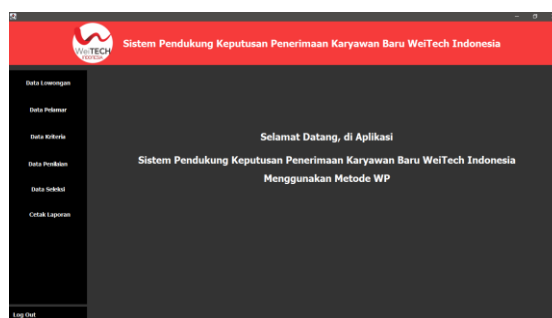 WeiTECH
INDONESIA
Sistem Pendukung Keputusan Penerimaan Karyawan Baru WeiTech Indonesia
Data Lowongan
Data Pelamar
Data Kriteria
Data Penilaian
Data Seleksi
Cetak Laporan
Log Out
Selamat Datang, di Aplikasi
Sistem Pendukung Keputusan Penerimaan Karyawan Baru WeiTech Indonesia
Menggunakan Metode WP